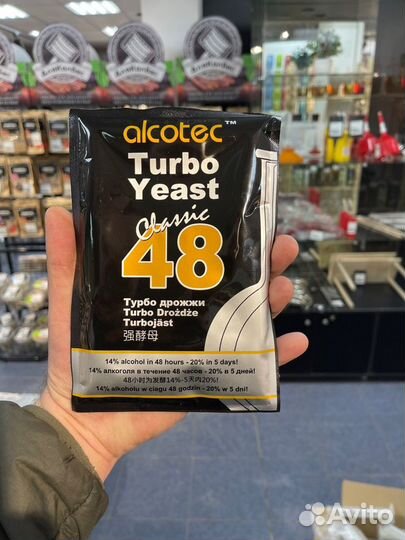 alcotec™
Turbo
Yeast
Classic
48
Турбо дрожжи
Turbo Drożdże
Turbojäst
强酵母
14% alcohol in 48 hours - 20% in 5 days!
14% алкоголя в течение 48 часов - 20% в 5 дней!
48小时为发酵14%-5天内20%!
14% alkoholu w ciągu 48 godzin - 20% w 5 dni!
Avito